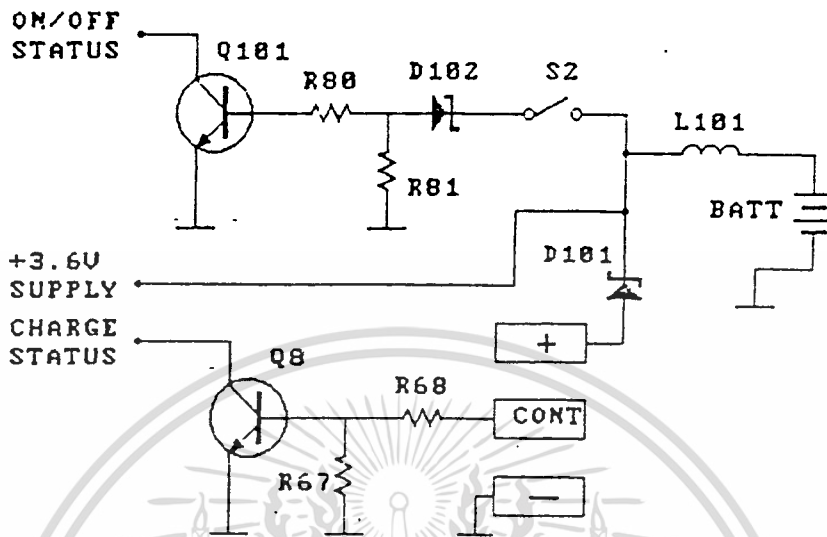 ON/OFF
STATUS
Q101
R80
D102
S2
L101
R81
BATT
+3.6V
SUPPLY
D101
CHARGE
STATUS
+
Q8
R68
CONT
R67
−